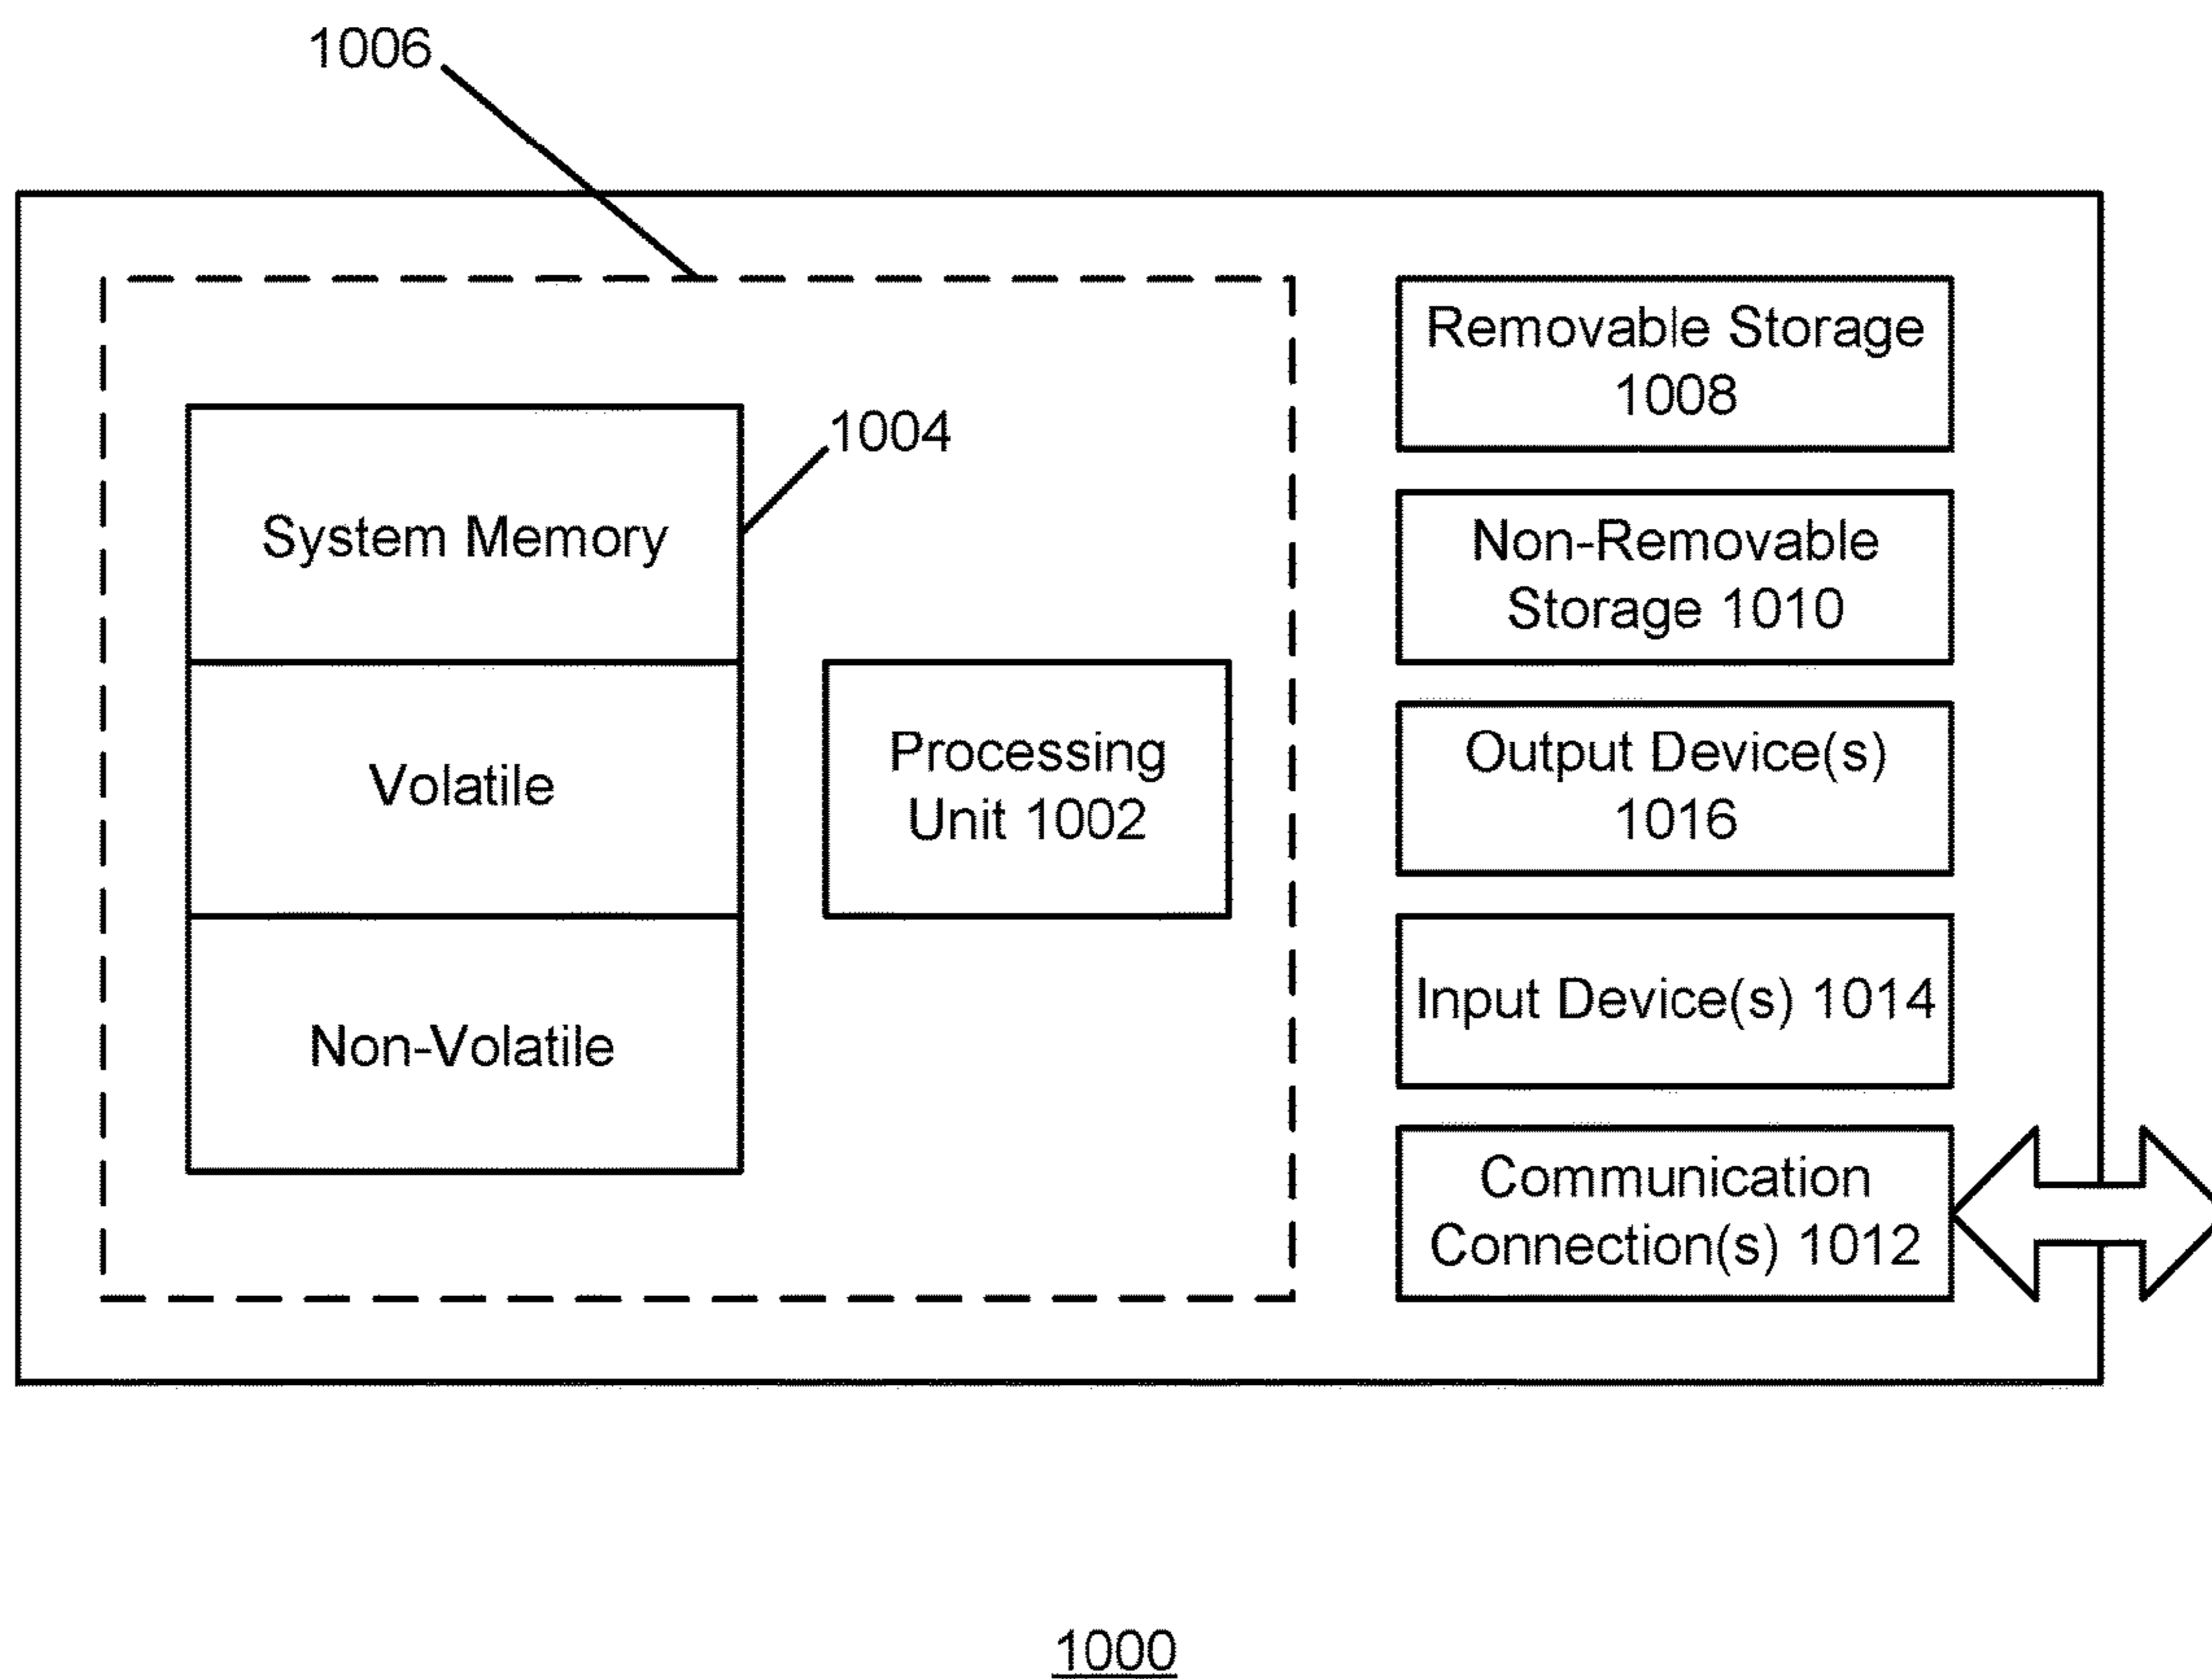 1006
1004
System Memory
Volatile
Non-Volatile
Processing
Unit 1002
Removable Storage
1008
Non-Removable
Storage 1010
Output Device(s)
1016
Input Device(s) 1014
Communication
Connection(s) 1012
1000